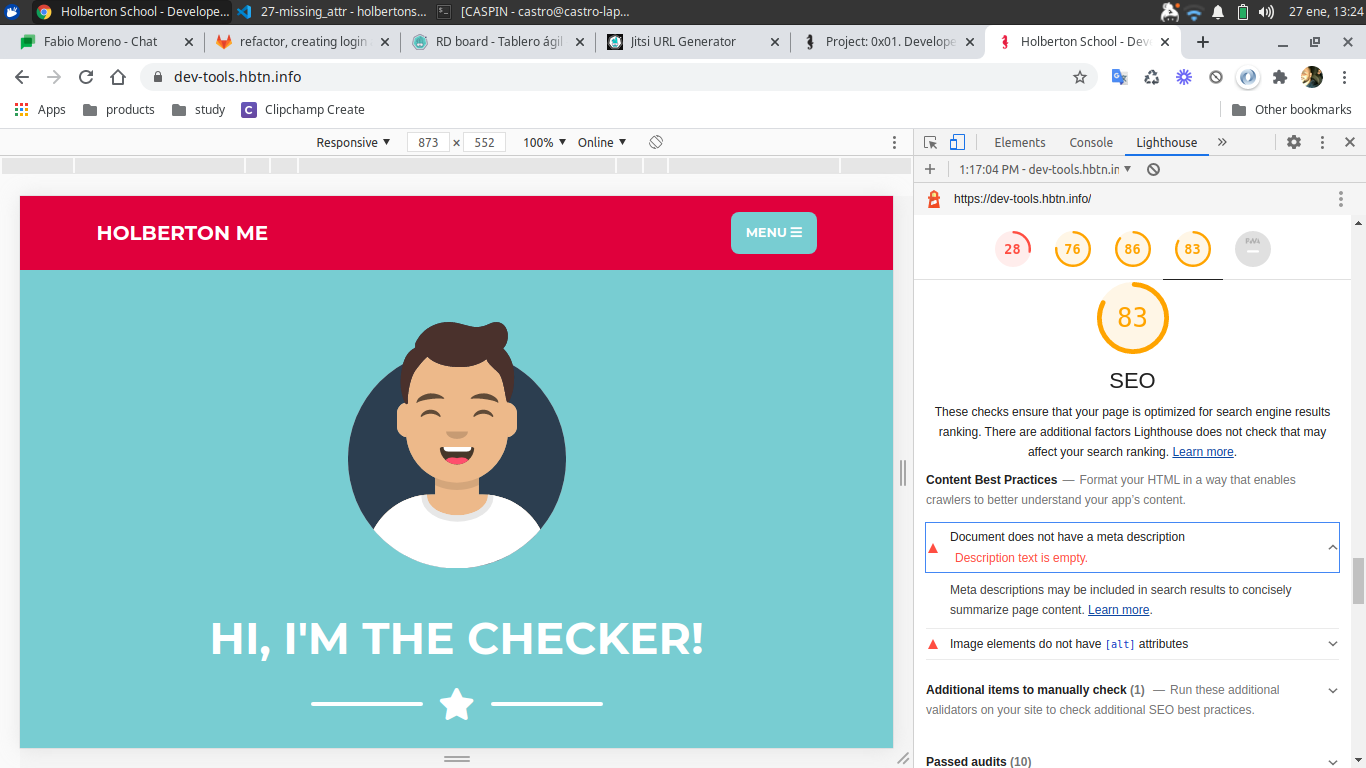 Holberton School - Develope...
27-missing_attr - holbertons...
[CASPIN - castro@castro-lap...
27 ene, 13:24
Fabio Moreno - Chat
refactor, creating login
RD board - Tablero ágil
Jitsi URL Generator
Project: 0x01. Develope
Holberton School - Dev
dev-tools.hbtn.info
Apps
products
study
Clipchamp Create
Other bookmarks
Responsive
873 × 552
100%
Online
Elements
Console
Lighthouse
1:17:04 PM - dev-tools.hbtn.in
https://dev-tools.hbtn.info/
28
76
86
83
PWA
HOLBERTON ME
MENU
HI, I'M THE CHECKER!
83
SEO
These checks ensure that your page is optimized for search engine results
ranking. There are additional factors Lighthouse does not check that may
affect your search ranking. Learn more.
Content Best Practices — Format your HTML in a way that enables
crawlers to better understand your app's content.
Document does not have a meta description
Description text is empty.
Meta descriptions may be included in search results to concisely
summarize page content. Learn more.
Image elements do not have [alt] attributes
Additional items to manually check (1) — Run these additional
validators on your site to check additional SEO best practices.
Passed audits (10)